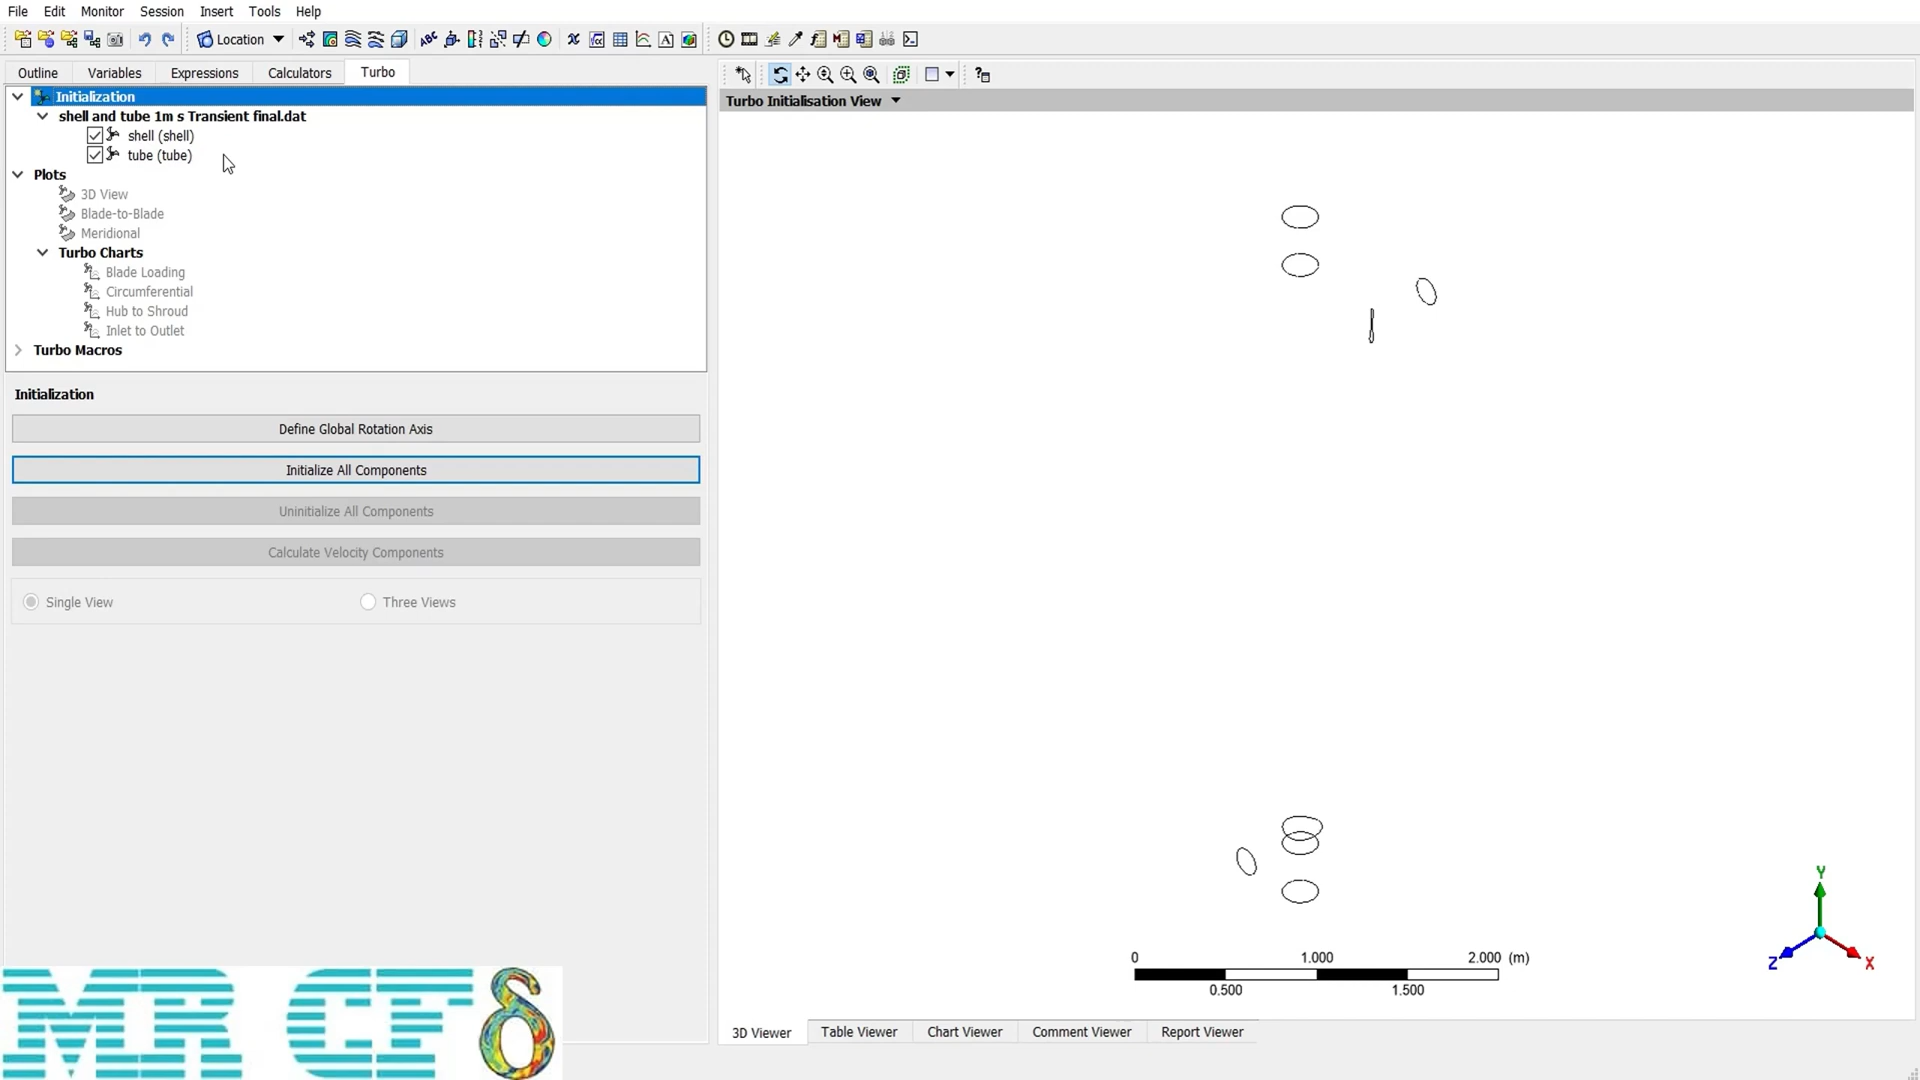 File Edit Monitor Session Insert Tools Help
Location
Outline Variables Expressions Calculators Turbo
Initialization
shell and tube 1m s Transient final.dat
shell (shell)
tube (tube)
Plots
3D View
Blade-to-Blade
Meridional
Turbo Charts
Blade Loading
Circumferential
Hub to Shroud
Inlet to Outlet
Turbo Macros
Initialization
Define Global Rotation Axis
Initialize All Components
Uninitialize All Components
Calculate Velocity Components
Single View Three Views
Turbo Initialisation View
0 1.000 2.000 (m)
0.500 1.500
Y
Z X
3D Viewer Table Viewer Chart Viewer Comment Viewer Report Viewer
MR CFδ